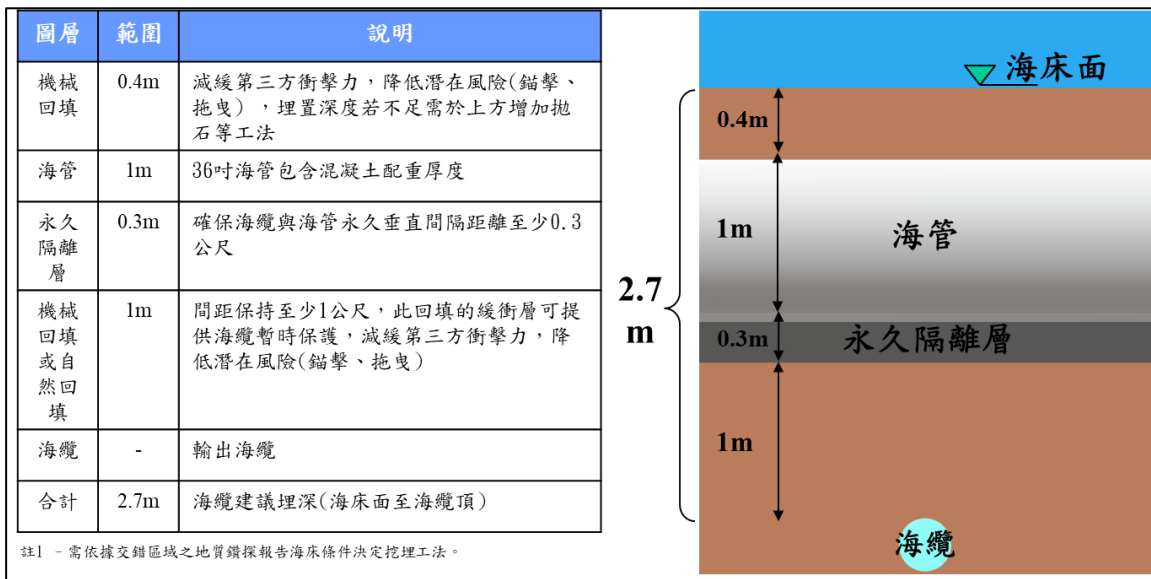 圖層 範圍 說明
機械
回填
0.4m
減緩第三方衝擊力，降低潛在風險(錨擊、
拖曳) ，埋置深度若不足需於上方增加拋
石等工法
海管 1m 36吋海管包含混凝土配重厚度
永久
隔離
層
0.3m
確保海纜與海管永久垂直間隔距離至少0.3
公尺
機械
回填
或自
然回
填
1m
間距保持至少1公尺，此回填的緩衝層可提
供海纜暫時保護，減緩第三方衝擊力，降
低潛在風險(錨擊、拖曳)
海纜 - 輸出海纜
合計 2.7m 海纜建議埋深(海床面至海纜頂)
註1 - 需依據交錯區域之地質鑽探報告海床條件決定挖埋工法。
海床面
0.4m
1m
海管
2.7
m
0.3m
永久隔離層
1m
海纜